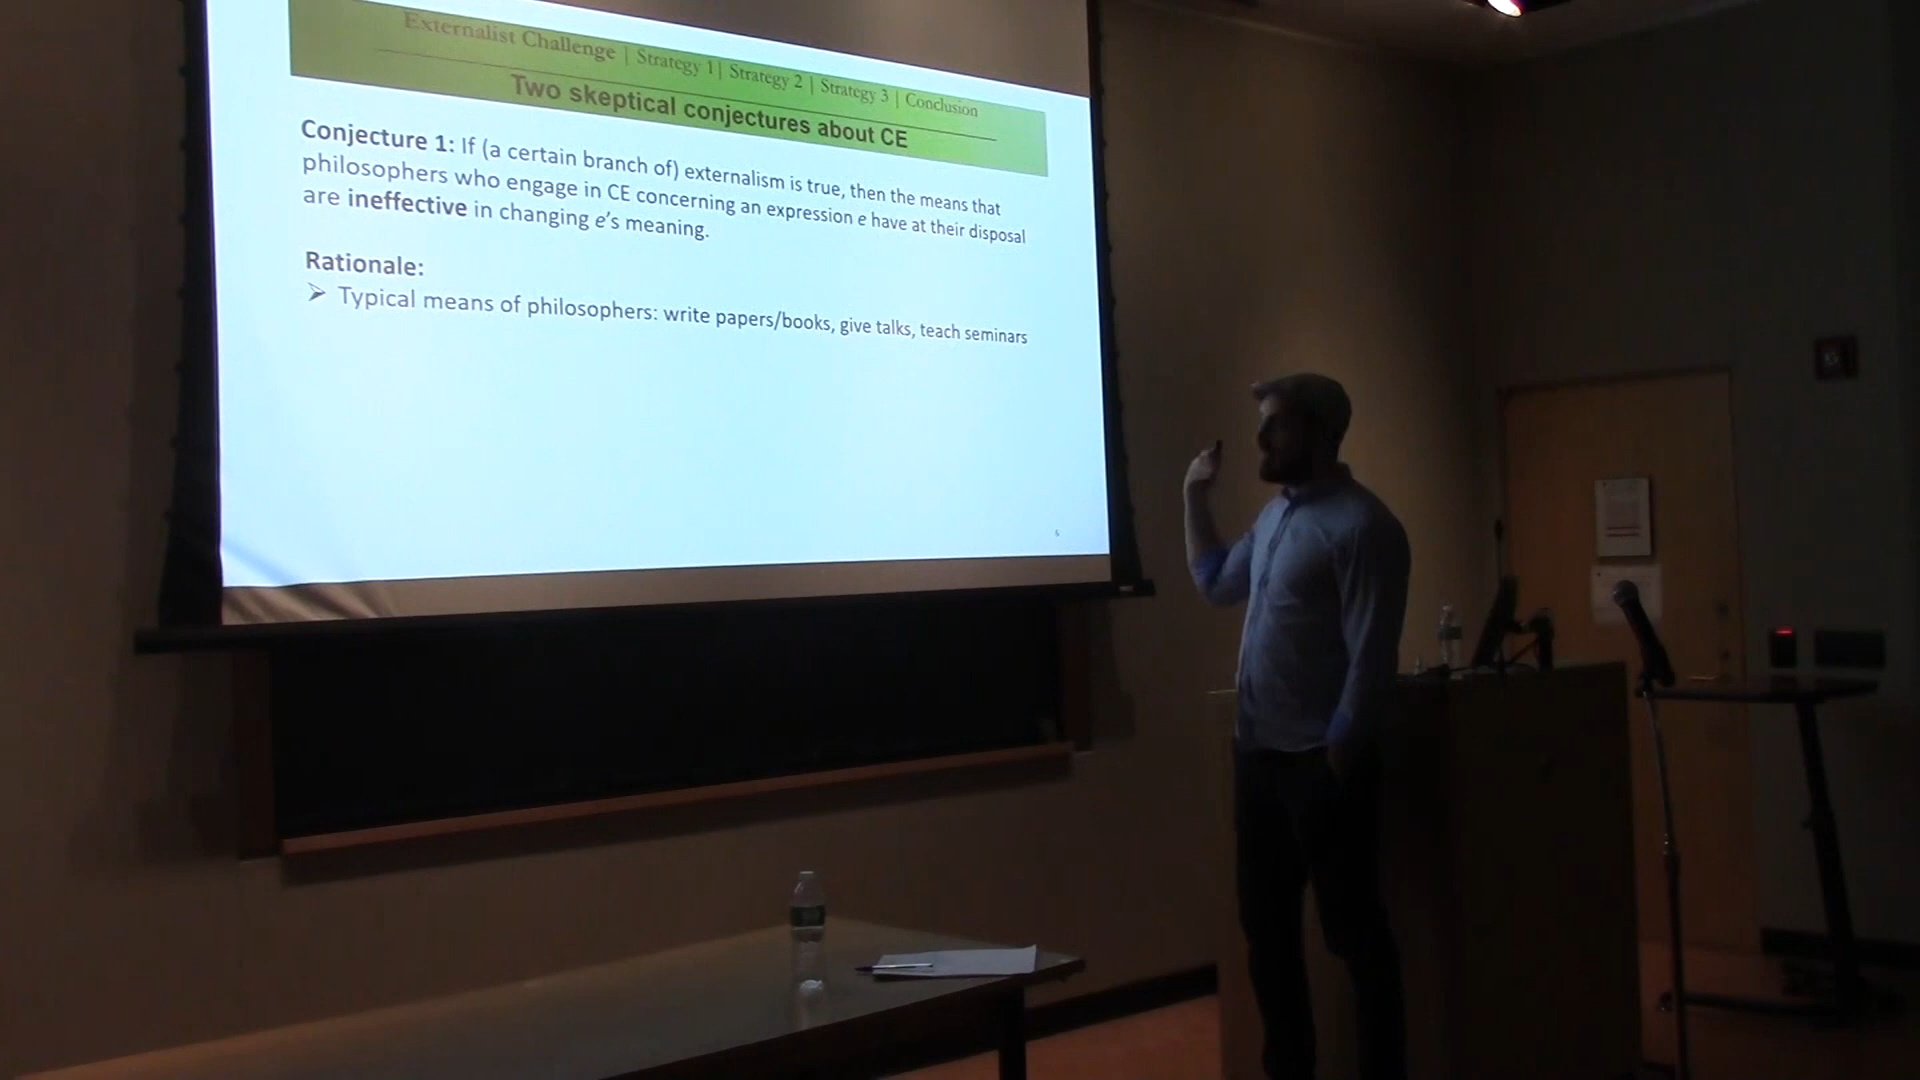 Externalist Challenge | Strategy 1 | Strategy 2 | Strategy 3 | Conclusion
Two skeptical conjectures about CE
Conjecture 1: If (a certain branch of) externalism is true, then the means that
philosophers who engage in CE concerning an expression e have at their disposal
are ineffective in changing e's meaning.
Rationale:
➢ Typical means of philosophers: write papers/books, give talks, teach seminars